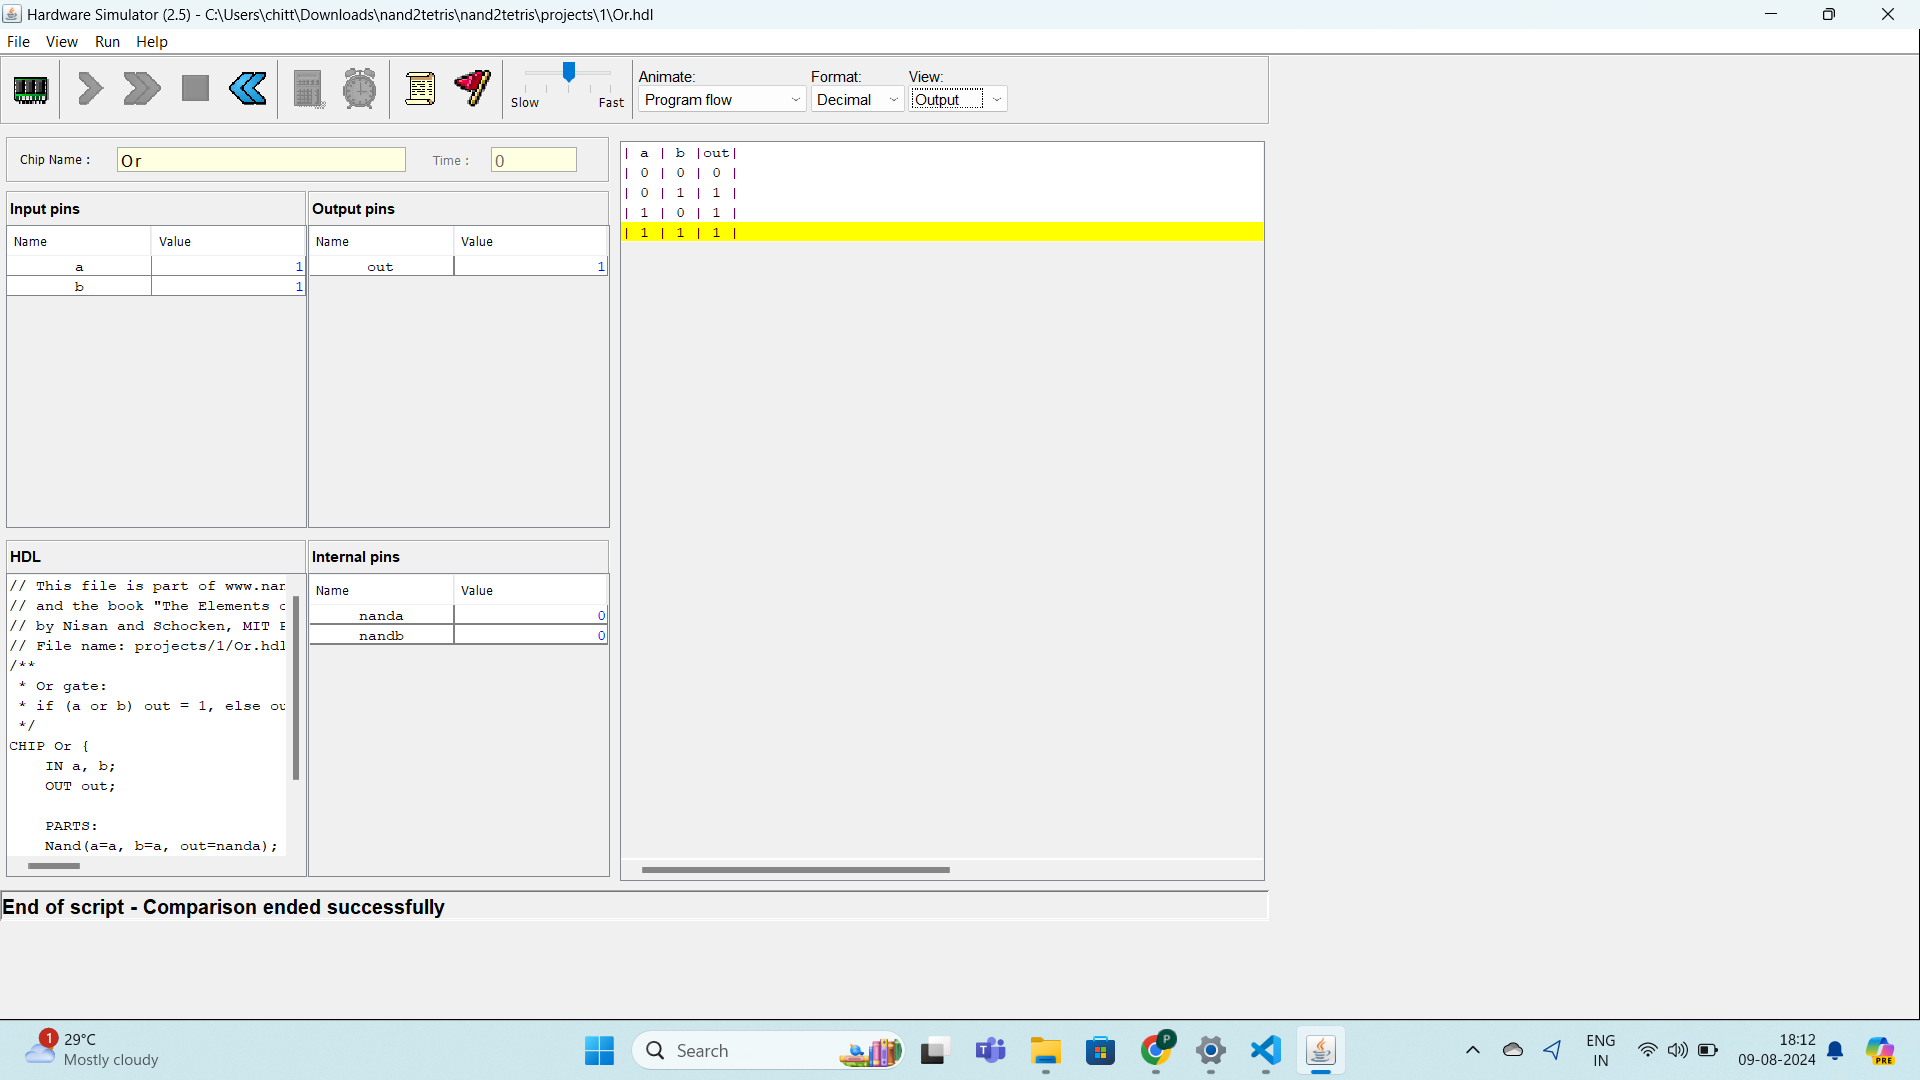 Hardware Simulator (2.5) - C:\Users\chitt\Downloads\nand2tetris\nand2tetris\projects\1\Or.hdl
File View Run Help
Slow Fast
Animate: Format: View:
Program flow Decimal Output
Chip Name : Or Time : 0
Input pins
Name Value
a 1
b 1
Output pins
Name Value
out 1
HDL
// This file is part of www.nan
// and the book "The Elements o
// by Nisan and Schocken, MIT P
// File name: projects/1/Or.hdl
/**
* Or gate:
* if (a or b) out = 1, else ou
*/
CHIP Or {
IN a, b;
OUT out;
PARTS:
Nand(a=a, b=a, out=nanda);
Internal pins
Name Value
nanda 0
nandb 0
| a | b |out|
| 0 | 0 | 0 |
| 0 | 1 | 1 |
| 1 | 0 | 1 |
| 1 | 1 | 1 |
End of script - Comparison ended successfully
1
29°C
Mostly cloudy
Search
P
ENG
IN
18:12
09-08-2024
PRE